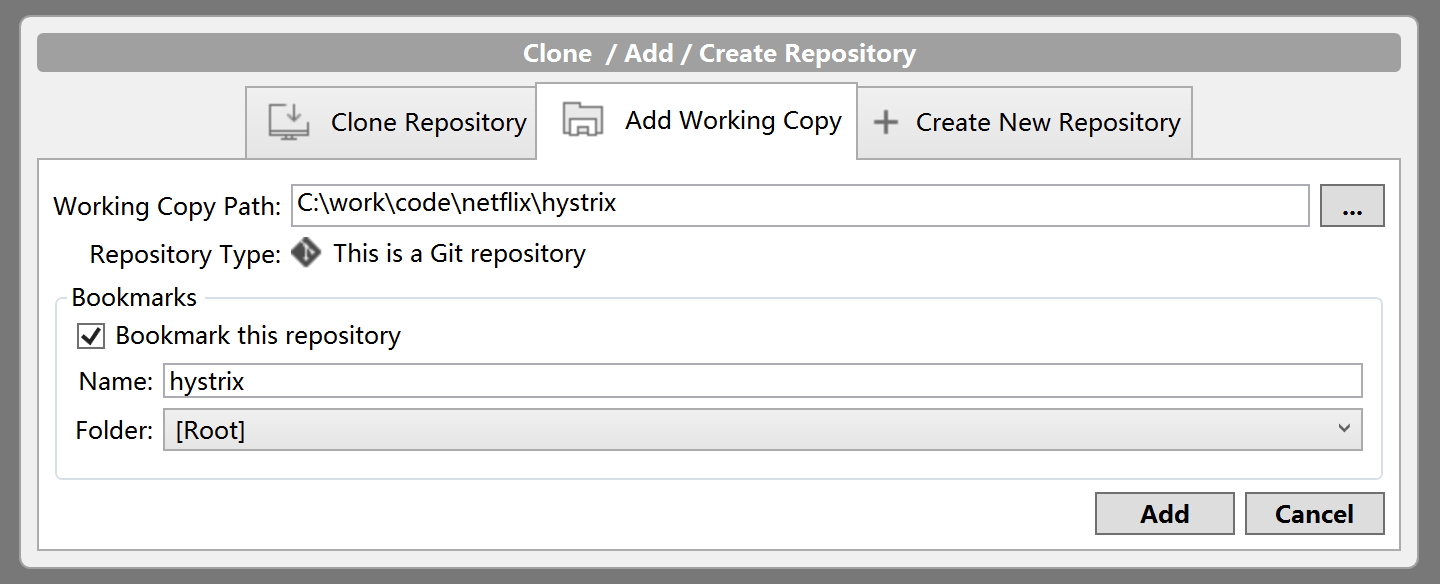 Clone / Add / Create Repository
Clone Repository
Add Working Copy
Create New Repository
Working Copy Path: C:\work\code\netflix\hystrix ...
Repository Type: This is a Git repository
Bookmarks
Bookmark this repository
Name: hystrix
Folder: [Root]
Add Cancel